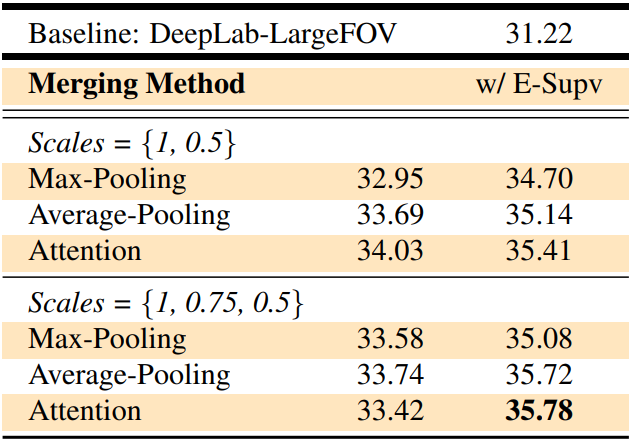 Baseline: DeepLab-LargeFOV 31.22
Merging Method w/ E-Supv
Scales = {1, 0.5}
Max-Pooling 32.95 34.70
Average-Pooling 33.69 35.14
Attention 34.03 35.41
Scales = {1, 0.75, 0.5}
Max-Pooling 33.58 35.08
Average-Pooling 33.74 35.72
Attention 33.42 35.78